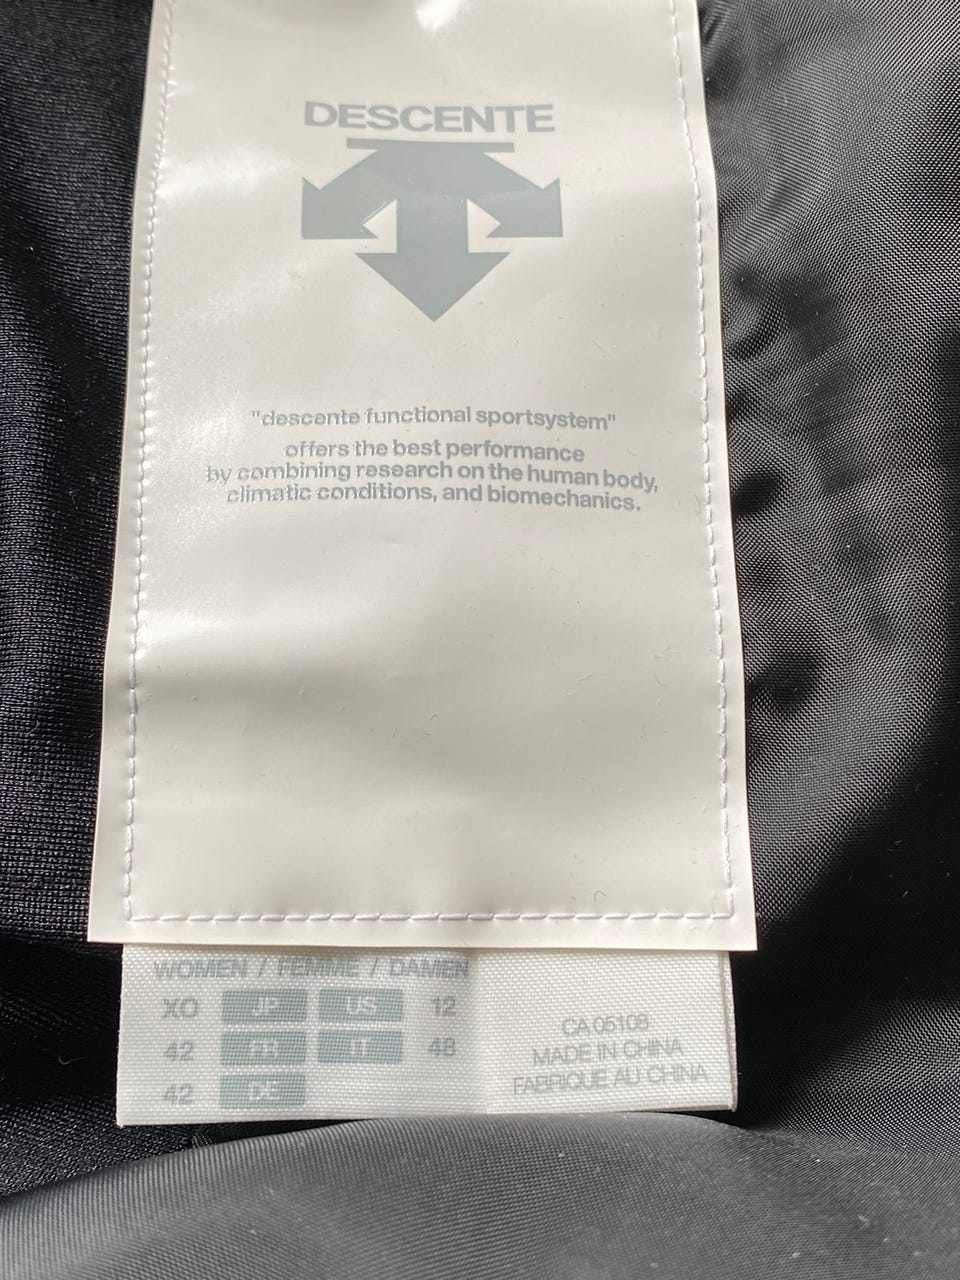 DESCENTE
"descente functional sportsystem"
offers the best performance
by combining research on the human body,
climatic conditions, and biomechanics.
WOMEN / FEMME / DAMEN
XO JP US 12
42 FR IT 48
42 DE
CA 05108
MADE IN CHINA
FABRIQUE AU CHINA